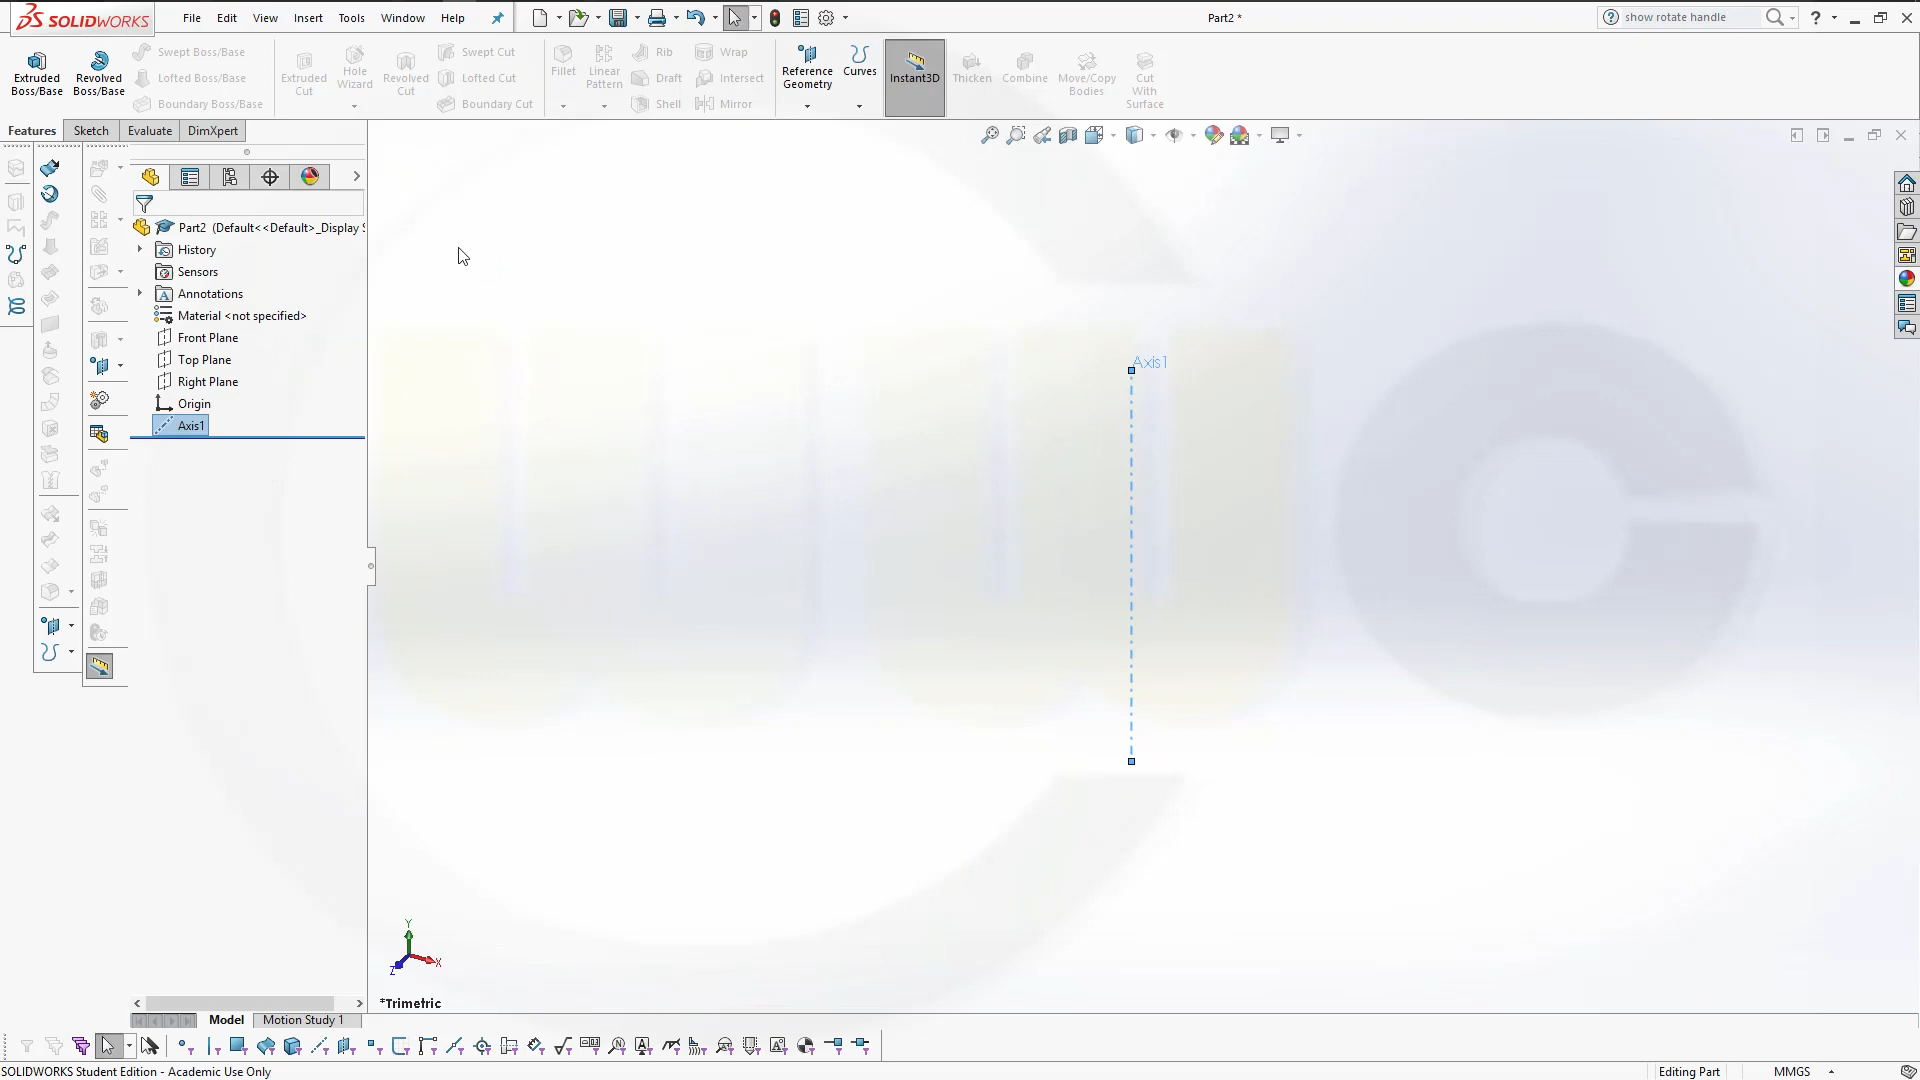 SOLIDWORKS
File Edit View Insert Tools Window Help
Part2 *
show rotate handle
Extruded Boss/Base
Revolved Boss/Base
Swept Boss/Base
Lofted Boss/Base
Boundary Boss/Base
Extruded Cut
Hole Wizard
Revolved Cut
Swept Cut
Lofted Cut
Boundary Cut
Fillet
Linear Pattern
Rib
Draft
Shell
Wrap
Intersect
Mirror
Reference Geometry
Curves
Instant3D
Thicken
Combine
Move/Copy Bodies
Cut With Surface
Features Sketch Evaluate DimXpert
Part2 (Default<<Default>_Display S
History
Sensors
Annotations
Material <not specified>
Front Plane
Top Plane
Right Plane
Origin
Axis1
Axis1
Y
X
Z
*Trimetric
Model Motion Study 1
SOLIDWORKS Student Edition - Academic Use Only
Editing Part
MMGS